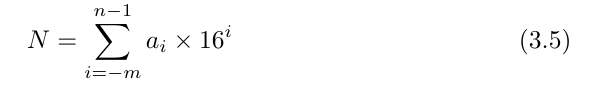 N = \sum_{i=-m}^{n-1} a_i \times 16^i (3.5)